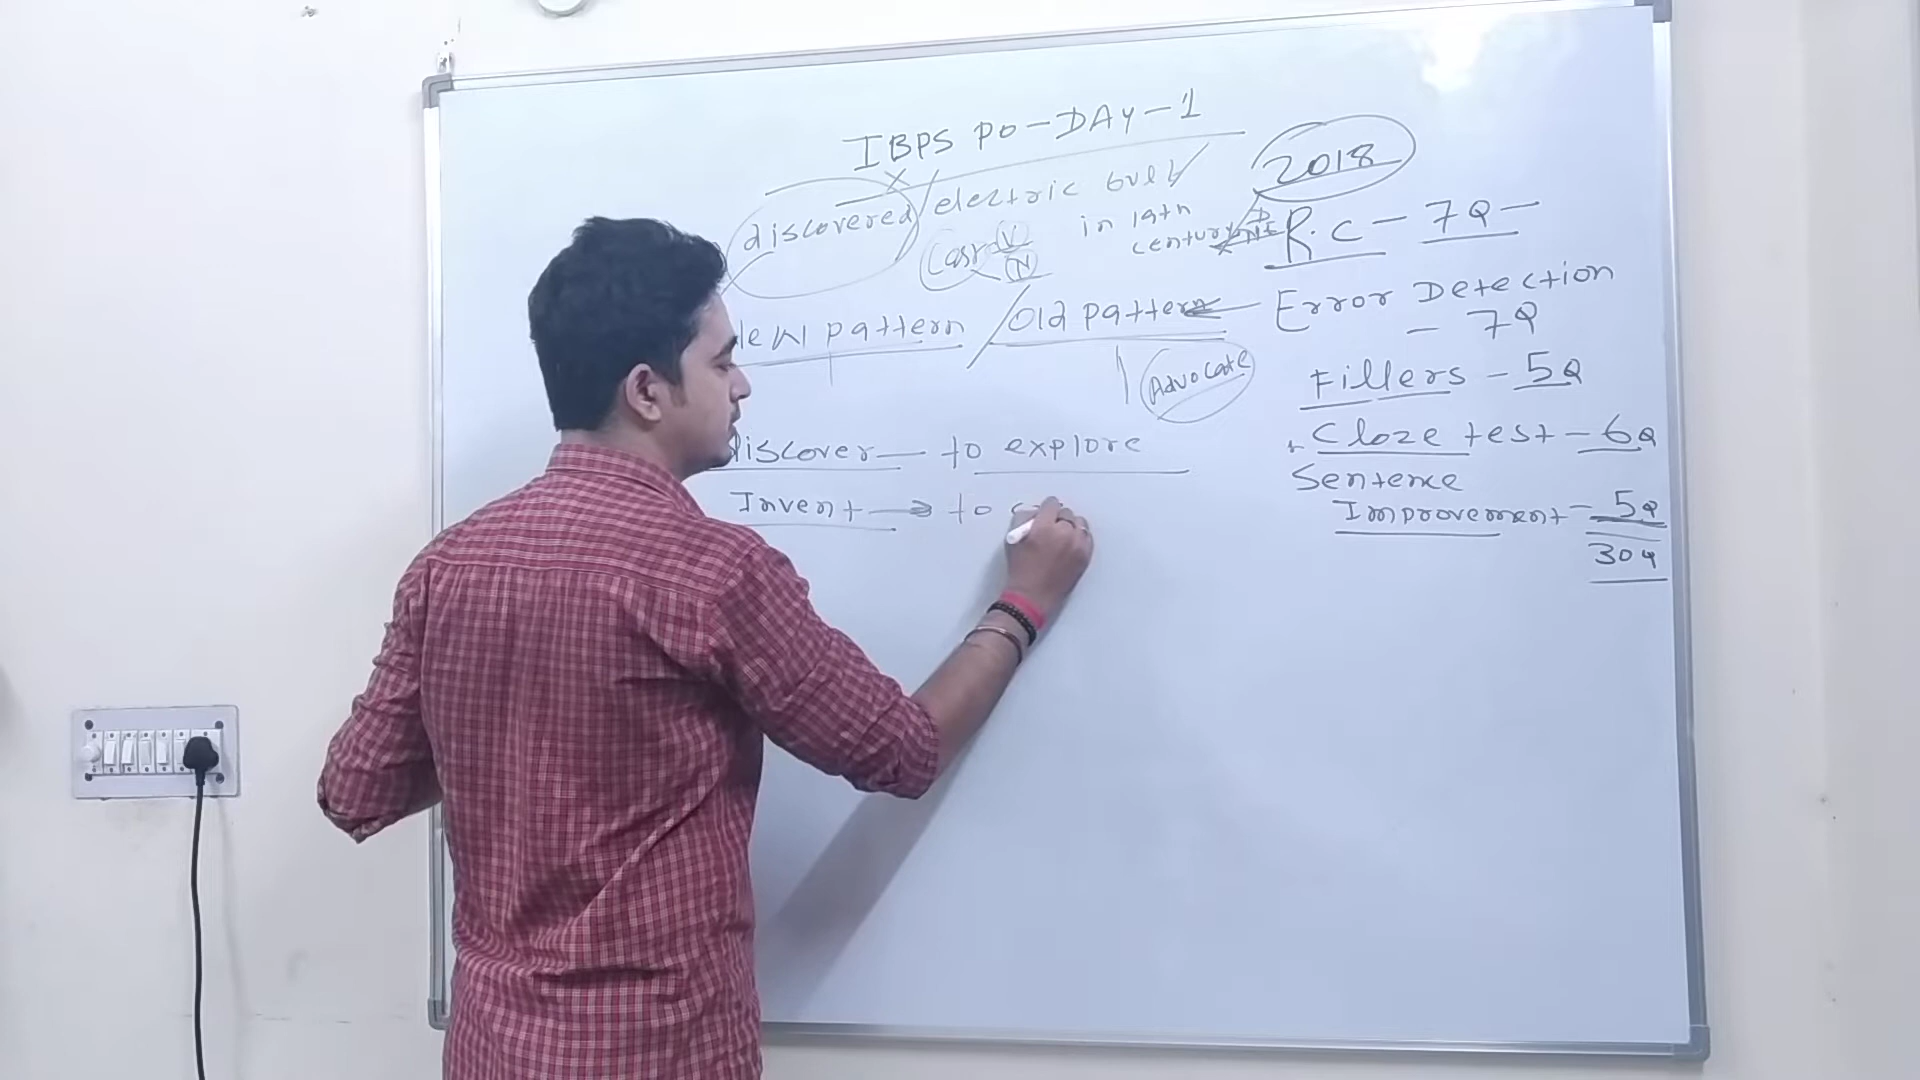 IBPS PO-DAY-1
2018
discovered/electric bulb
in 19th
century
V
N
R.C - 7Q -
New pattern / Old pattern
Error Detection
- 7Q
Advocate
Fillers - 5Q
Discover - to explore
Cloze test - 6Q
Invent → to
Sentence
Improvement - 5Q
30Q